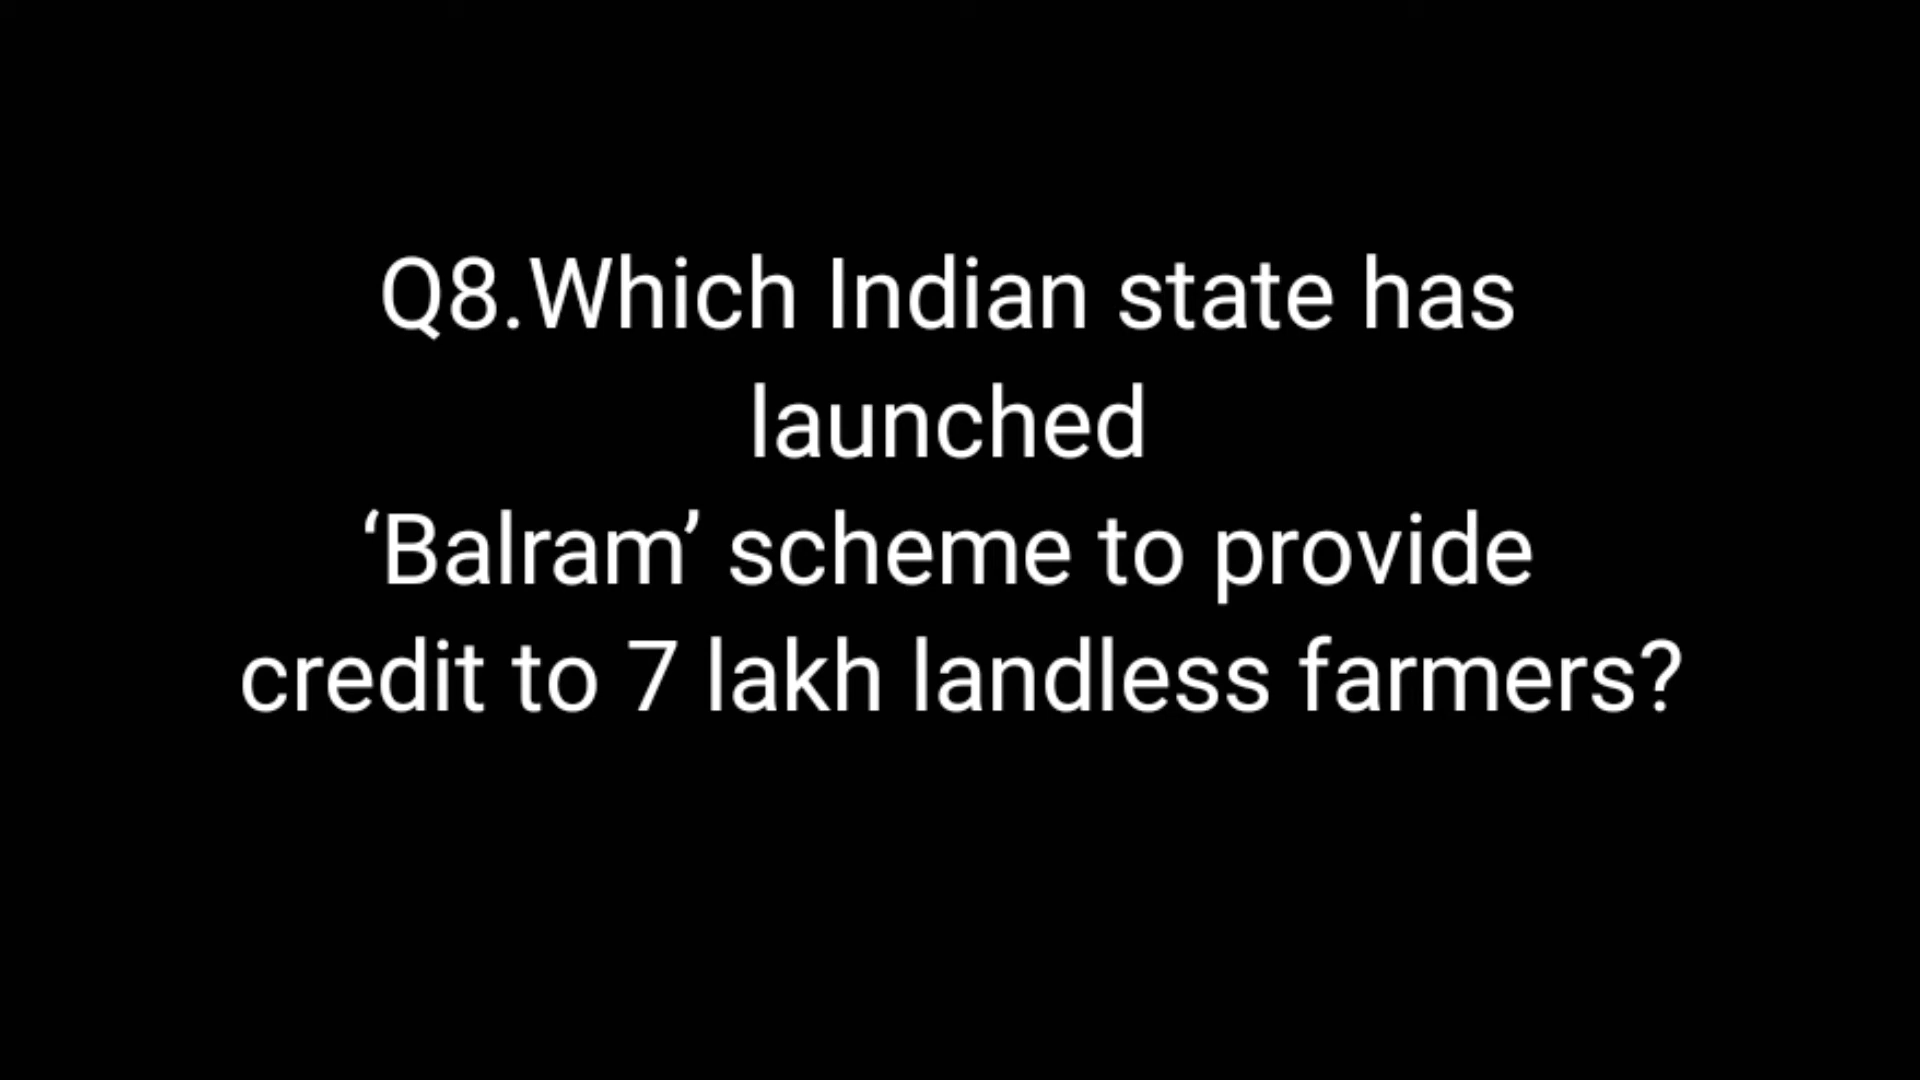 Q8.Which Indian state has
launched
‘Balram’ scheme to provide
credit to 7 lakh landless farmers?